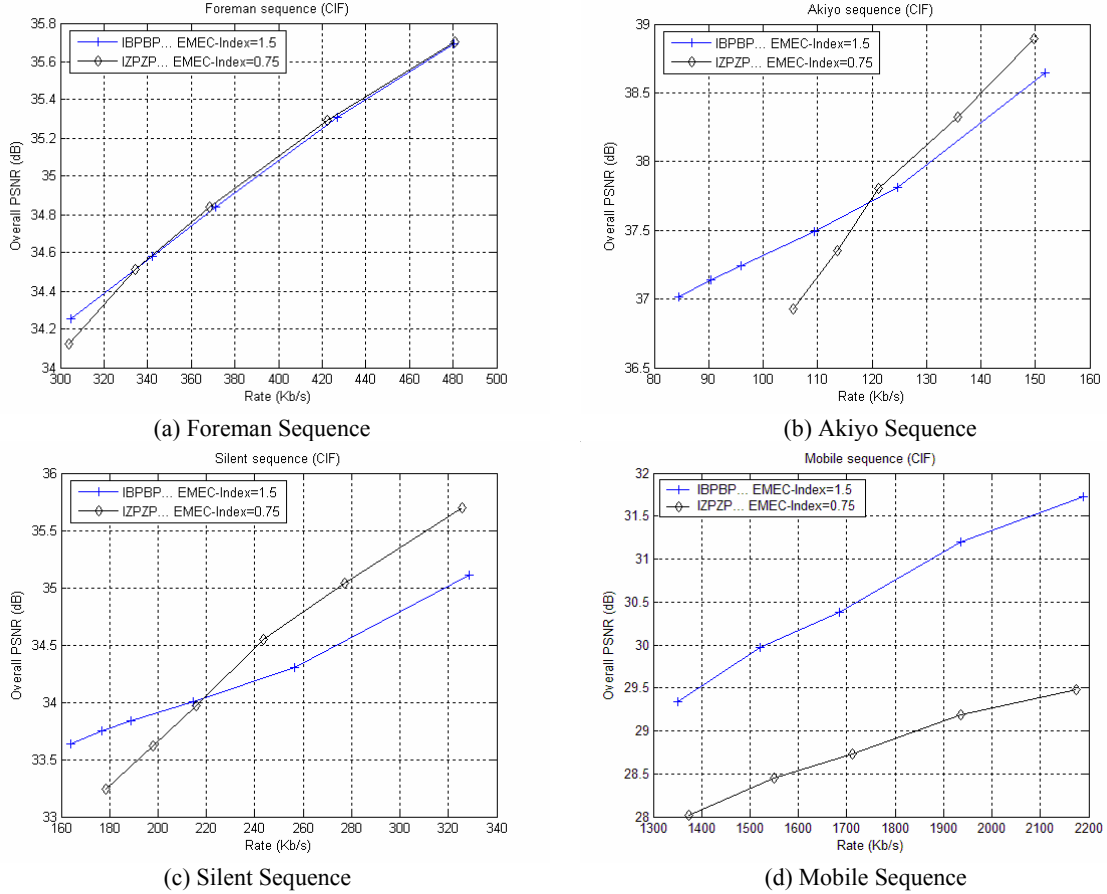 Foreman sequence (CIF)
35.8
35.6
35.4
35.2
35
34.8
34.6
34.4
34.2
34
Overall PSNR (dB)
IBPBP... EMEC-Index=1.5
IZPZP... EMEC-Index=0.75
300 320 340 360 380 400 420 440 460 480 500
Rate (Kb/s)
(a) Foreman Sequence
Akiyo sequence (CIF)
39
38.5
38
37.5
37
36.5
Overall PSNR (dB)
IBPBP... EMEC-Index=1.5
IZPZP... EMEC-Index=0.75
80 90 100 110 120 130 140 150 160
Rate (Kb/s)
(b) Akiyo Sequence
Silent sequence (CIF)
36
35.5
35
34.5
34
33.5
33
Overall PSNR (dB)
IBPBP... EMEC-Index=1.5
IZPZP... EMEC-Index=0.75
160 180 200 220 240 260 280 300 320 340
Rate (Kb/s)
(c) Silent Sequence
Mobile sequence (CIF)
32
31.5
31
30.5
30
29.5
29
28.5
28
Overall PSNR (dB)
IBPBP... EMEC-Index=1.5
IZPZP... EMEC-Index=0.75
1300 1400 1500 1600 1700 1800 1900 2000 2100 2200
Rate (Kb/s)
(d) Mobile Sequence